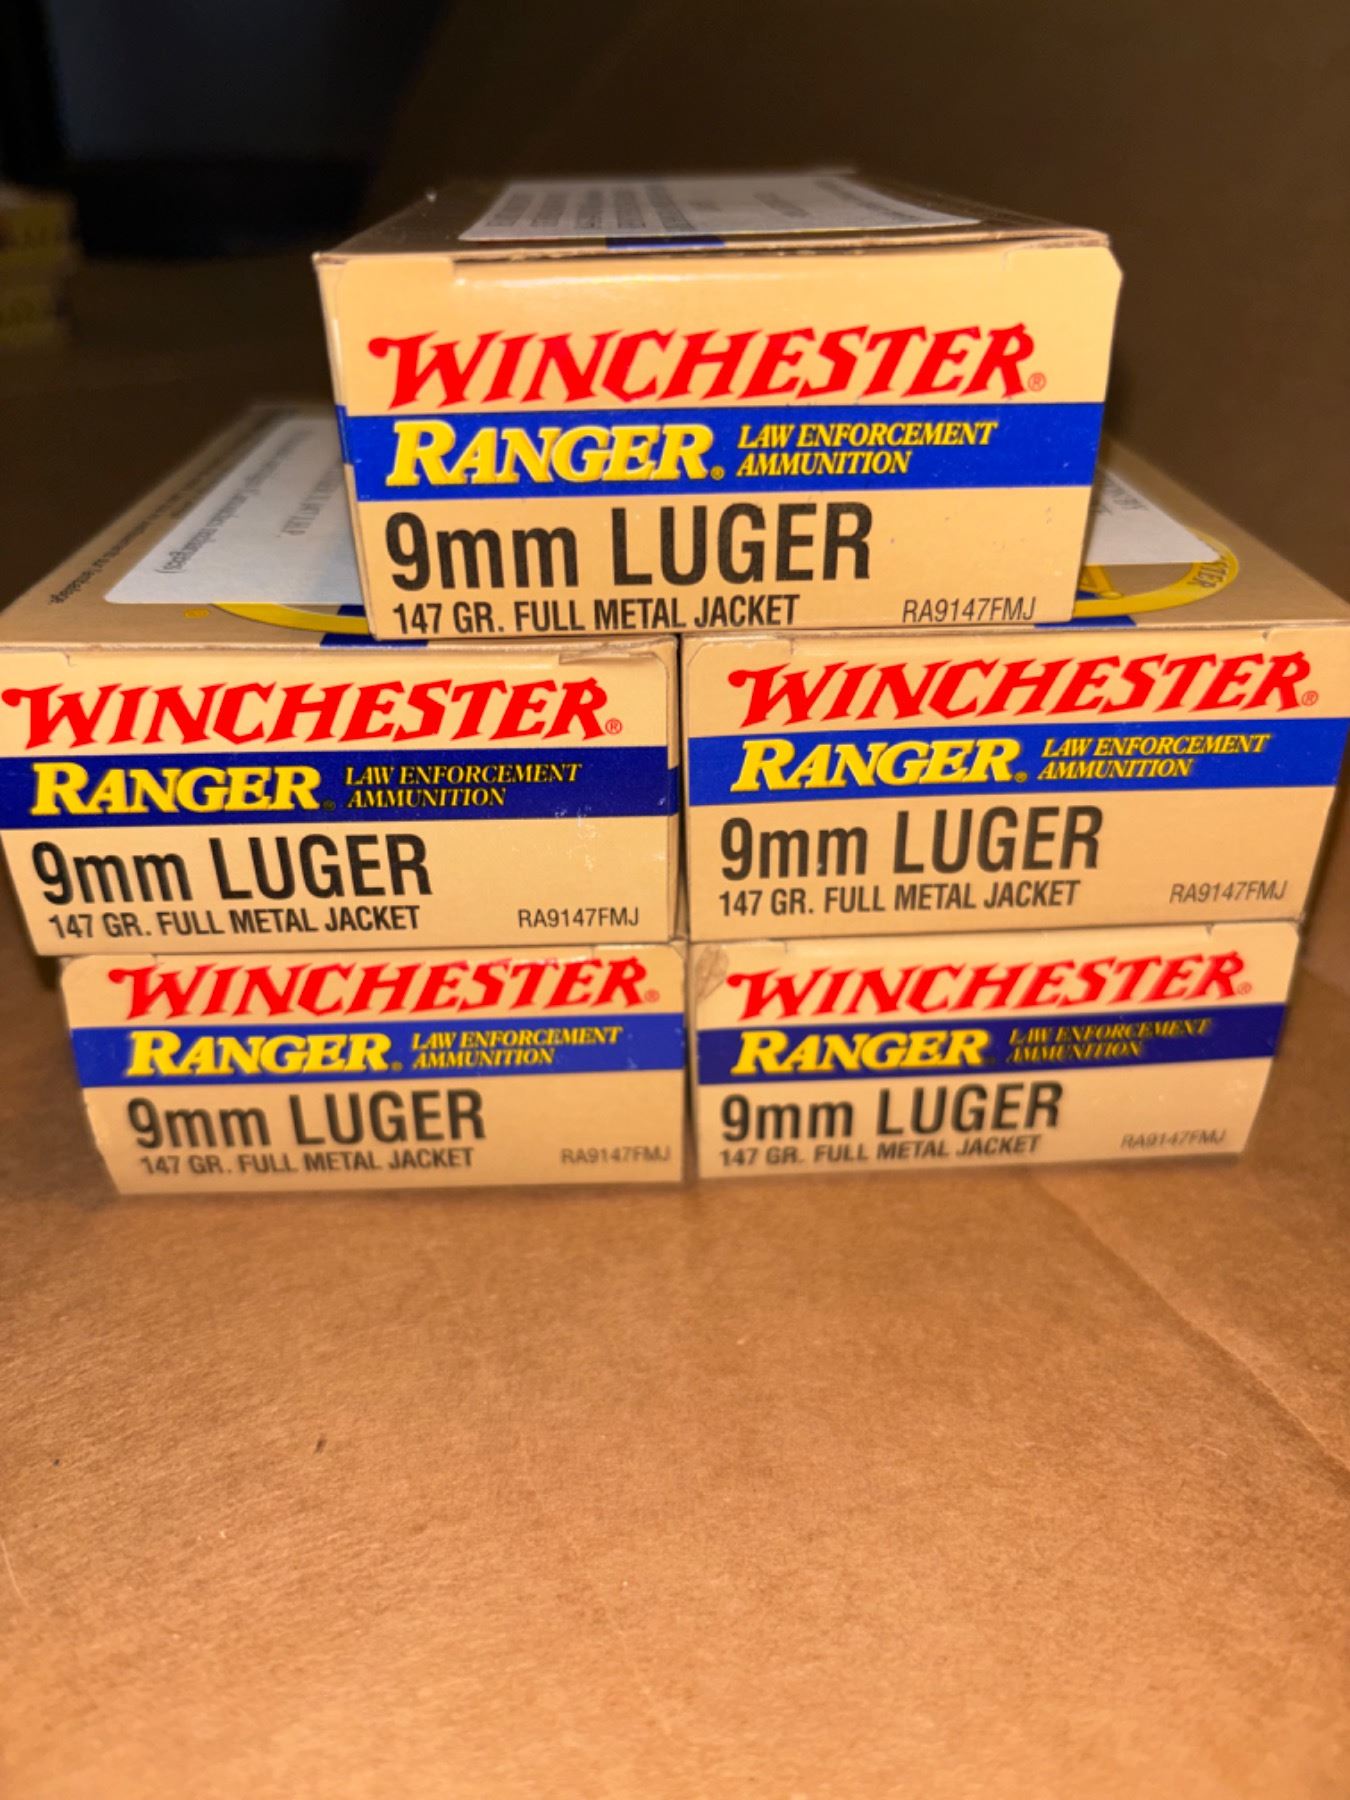 WINCHESTER®
RANGER® LAW ENFORCEMENT
AMMUNITION
9mm LUGER
147 GR. FULL METAL JACKET RA9147FMJ
WINCHESTER®
RANGER® LAW ENFORCEMENT
AMMUNITION
9mm LUGER
147 GR. FULL METAL JACKET RA9147FMJ
WINCHESTER®
RANGER® LAW ENFORCEMENT
AMMUNITION
9mm LUGER
147 GR. FULL METAL JACKET RA9147FMJ
WINCHESTER®
RANGER® LAW ENFORCEMENT
AMMUNITION
9mm LUGER
147 GR. FULL METAL JACKET RA9147FMJ
WINCHESTER®
RANGER LAW ENFORCEMENT
AMMUNITION
9mm LUGER
147 GR. FULL METAL JACKET RA9147FMJ